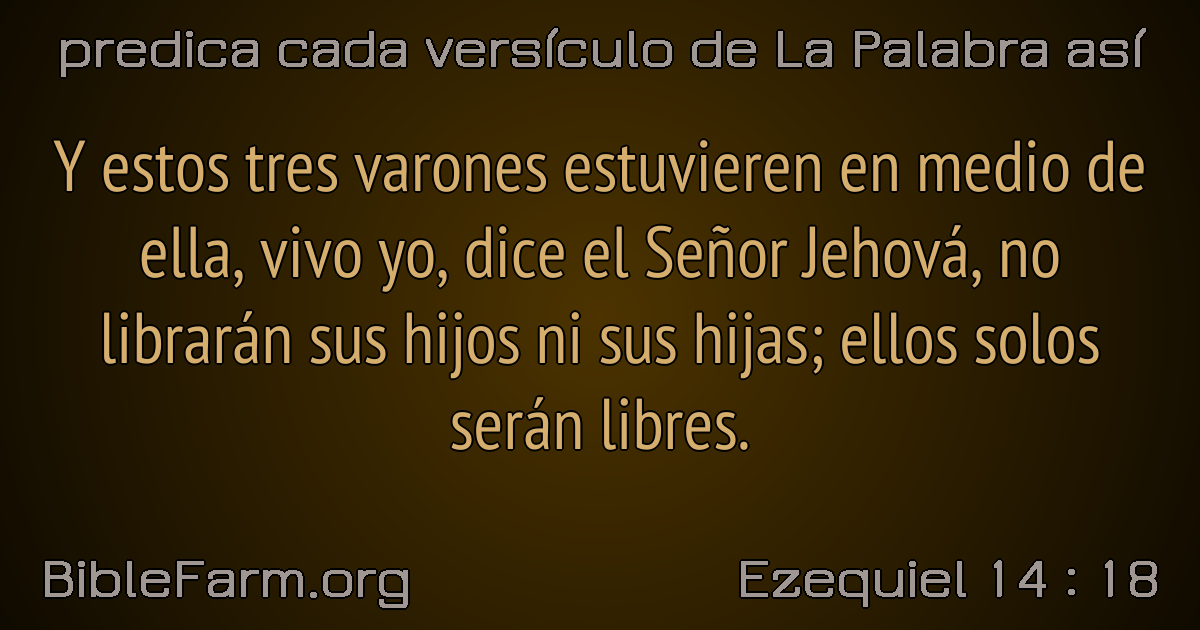 predica cada versículo de La Palabra así
Y estos tres varones estuvieren en medio de
ella, vivo yo, dice el Señor Jehová, no
librarán sus hijos ni sus hijas; ellos solos
serán libres.
BibleFarm.org
Ezequiel 14 : 18